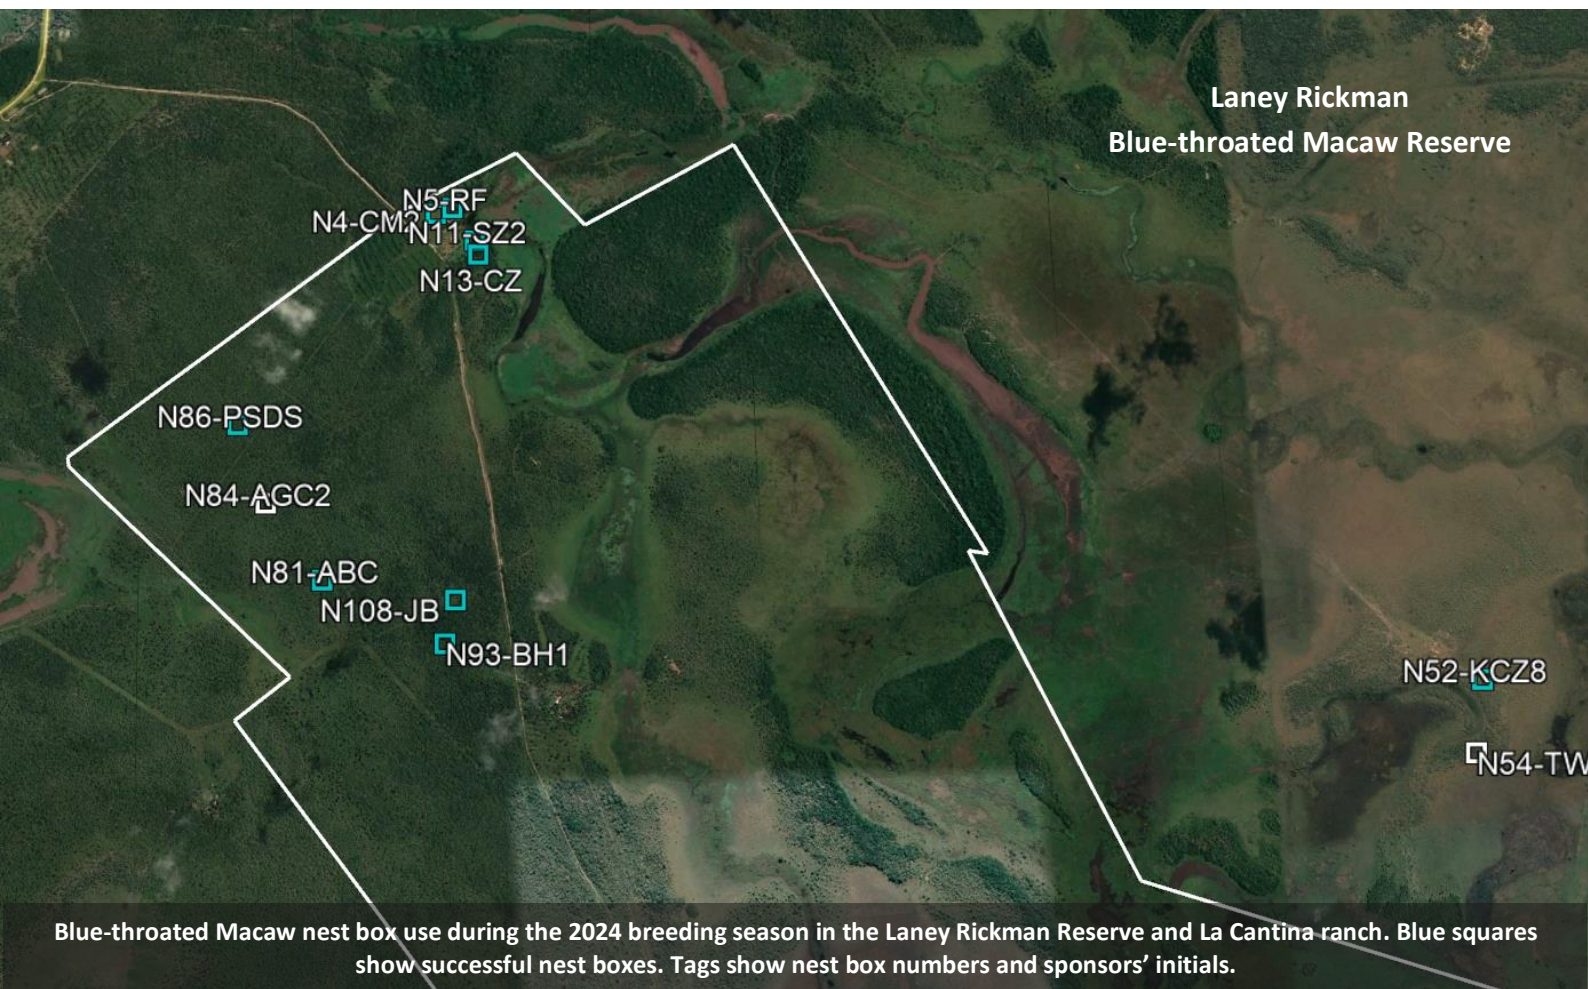 Laney Rickman
Blue-throated Macaw Reserve
N5-RF
N4-CM2
N11-SZ2
N13-CZ
N86-PSDS
N84-AGC2
N81-ABC
N108-JB
N93-BH1
N52-KCZ8
N54-TW
Blue-throated Macaw nest box use during the 2024 breeding season in the Laney Rickman Reserve and La Cantina ranch. Blue squares
show successful nest boxes. Tags show nest box numbers and sponsors’ initials.